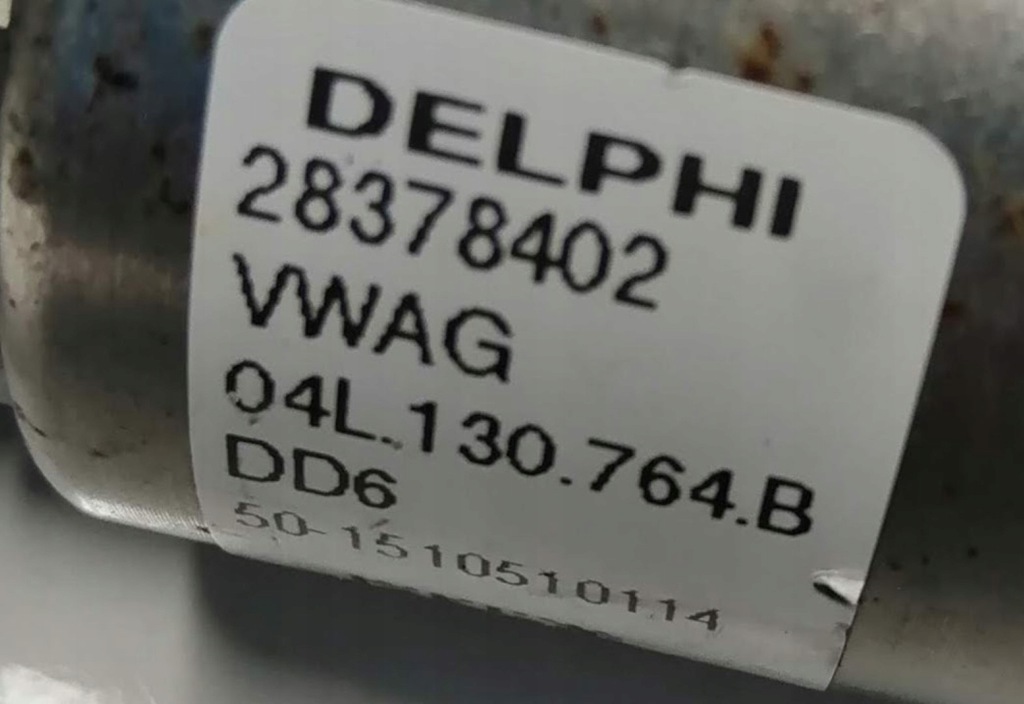 DELPHI
28378402
VWAG
04L.130.764.B
DD6
50-1510510114